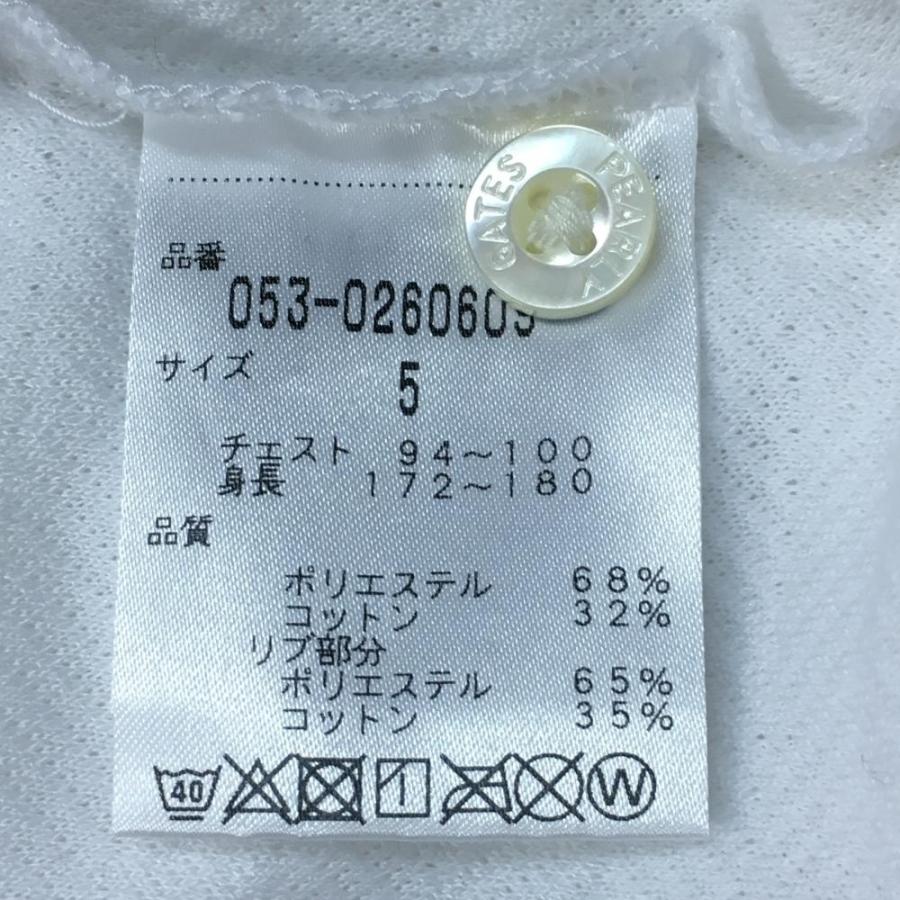 PEARLY GATES
品番
053-0260609
サイズ
5
チェスト 94～100
身長 172～180
品質
ポリエステル 68%
コットン 32%
リブ部分
ポリエステル 65%
コットン 35%
40 1 W